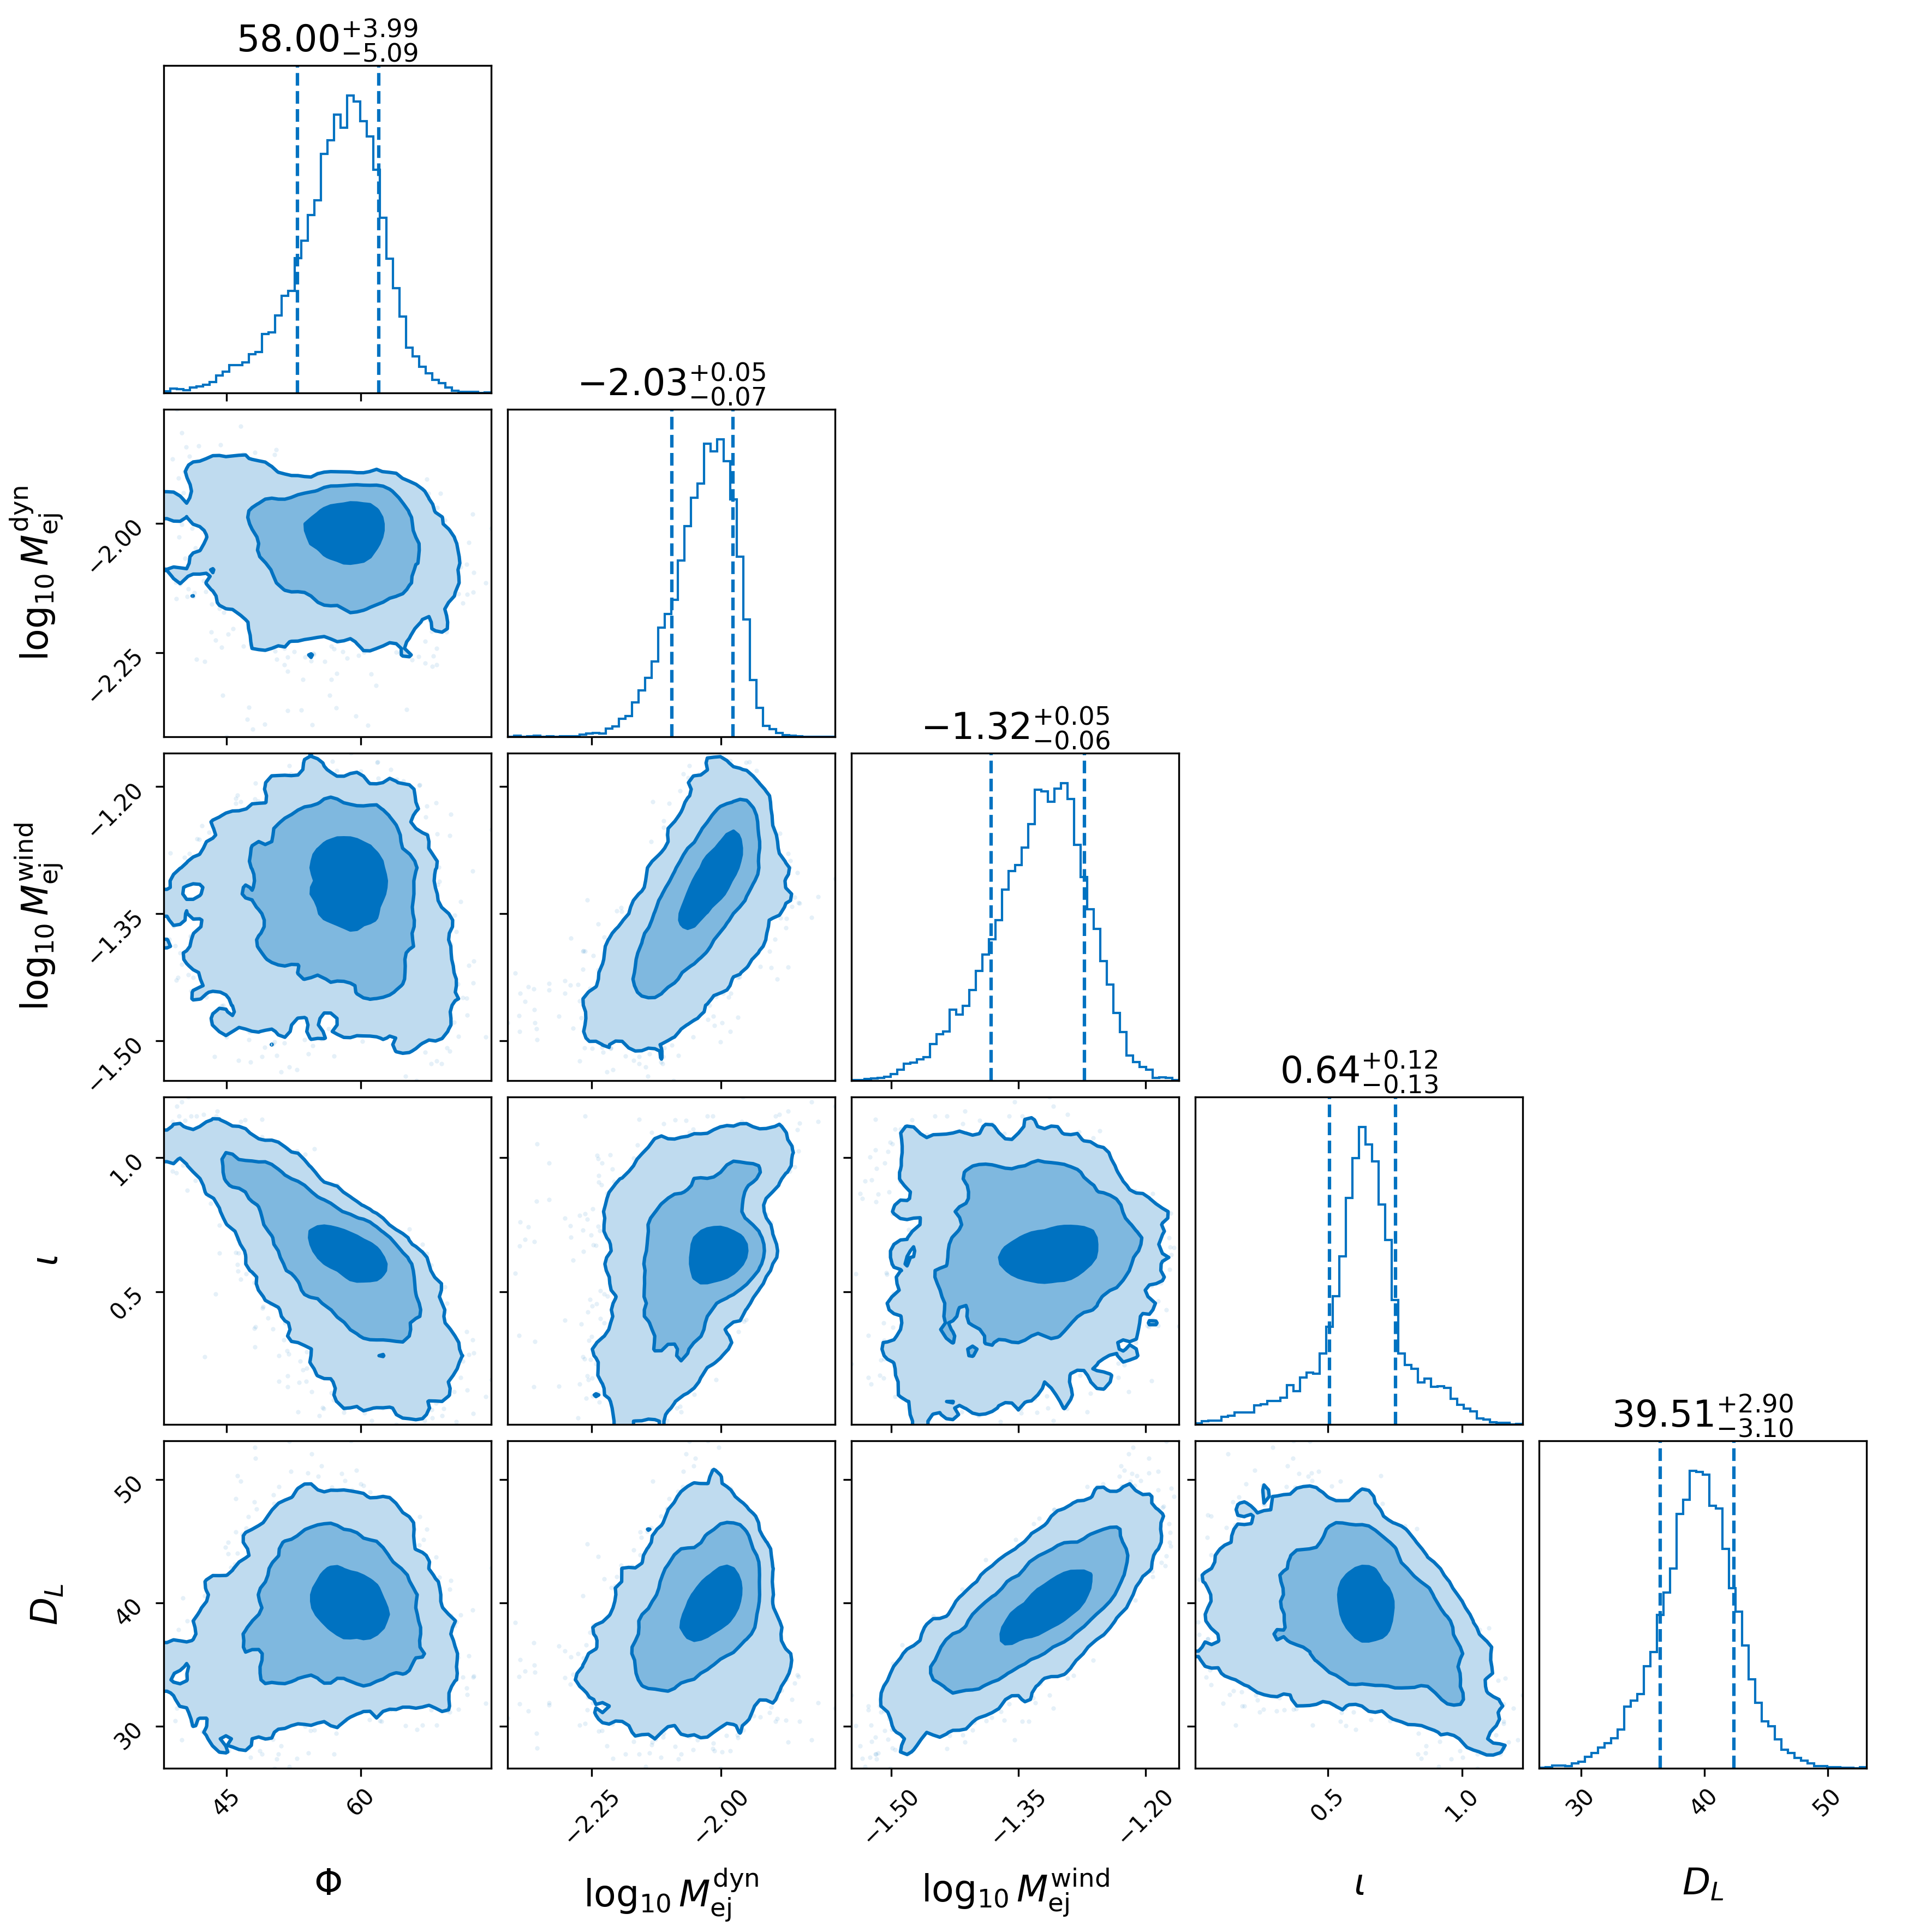 58.00 +3.99 −5.09
−2.03 +0.05 −0.07
log₁₀ M dyn ej
−2.00
−2.25
−1.32 +0.05 −0.06
log₁₀ M wind ej
−1.20
−1.35
−1.50
0.64 +0.12 −0.13
ι
1.0
0.5
39.51 +2.90 −3.10
D_L
50
40
30
45 60 −2.25 −2.00 −1.50 −1.35 −1.20 0.5 1.0 30 40 50
Φ log₁₀ M dyn ej log₁₀ M wind ej ι D_L